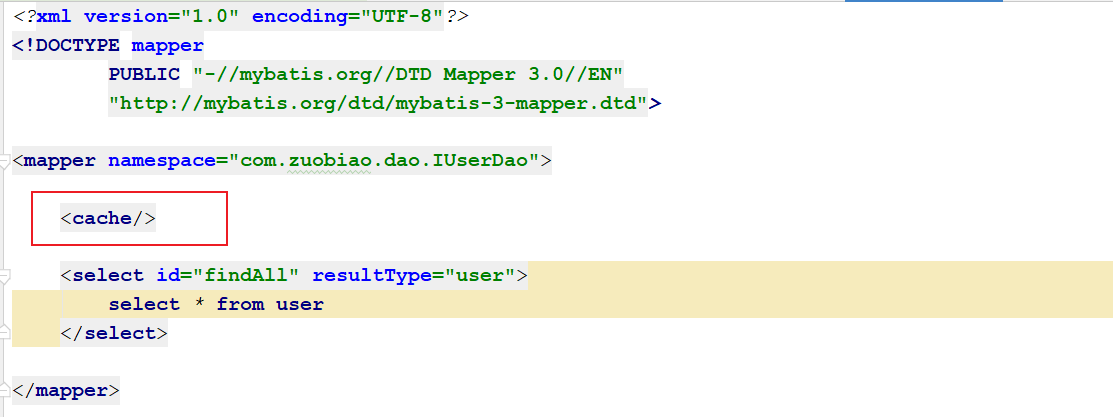 <?xml version="1.0" encoding="UTF-8"?>
<!DOCTYPE mapper
PUBLIC "-//mybatis.org//DTD Mapper 3.0//EN"
"http://mybatis.org/dtd/mybatis-3-mapper.dtd">
<mapper namespace="com.zuobiao.dao.IUserDao">
<cache/>
<select id="findAll" resultType="user">
select * from user
</select>
</mapper>